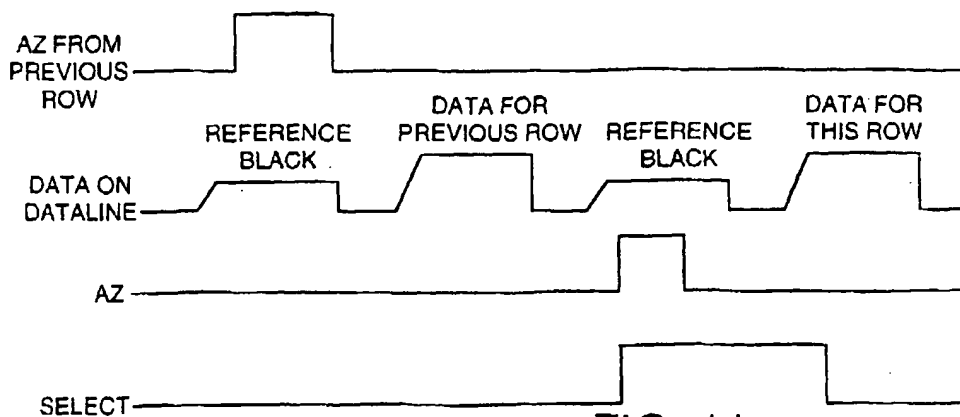 AZ FROM
PREVIOUS
ROW
DATA FOR
PREVIOUS ROW
DATA FOR
THIS ROW
REFERENCE
BLACK
REFERENCE
BLACK
DATA ON
DATALINE
AZ
SELECT